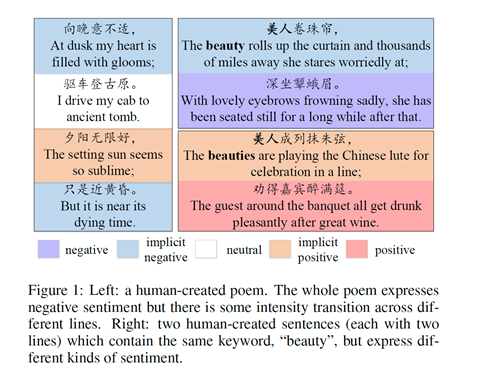 向晚意不适，
At dusk my heart is
filled with glooms;
驱车登古原。
I drive my cab to
ancient tomb.
夕阳无限好，
The setting sun seems
so sublime;
只是近黄昏。
But it is near its
dying time.
美人卷珠帘，
The beauty rolls up the curtain and thousands
of miles away she stares worriedly at;
深坐颦蛾眉。
With lovely eyebrows frowning sadly, she has
been seated still for a long while after that.
美人成列抹朱弦，
The beauties are playing the Chinese lute for
celebration in a line;
劝得嘉宾醉满筵。
The guest around the banquet all get drunk
pleasantly after great wine.
negative
implicit
negative
neutral
implicit
positive
positive
Figure 1: Left: a human-created poem. The whole poem expresses
negative sentiment but there is some intensity transition across dif-
ferent lines. Right: two human-created sentences (each with two
lines) which contain the same keyword, “beauty”, but express dif-
ferent kinds of sentiment.